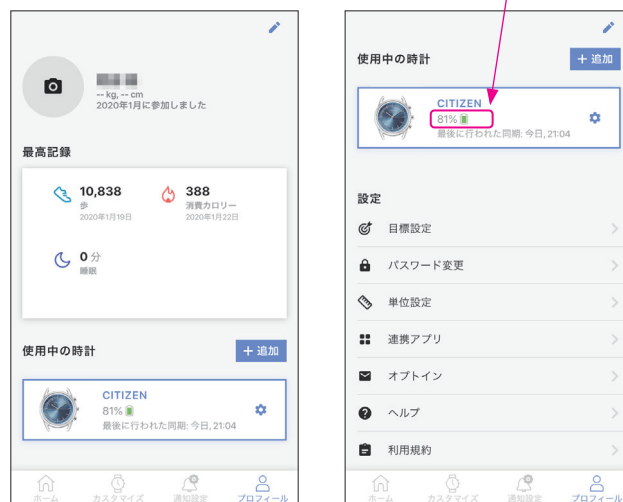 -- kg, -- cm
2020年1月に参加しました
最高記録
10,838
歩
2020年1月19日
388
消費カロリー
2020年1月22日
0 分
睡眠
使用中の時計
+ 追加
CITIZEN
81%
最後に行われた同期: 今日, 21:04
ホーム
カスタマイズ
通知設定
プロフィール
使用中の時計
+ 追加
CITIZEN
81%
最後に行われた同期: 今日, 21:04
設定
目標設定
パスワード変更
単位設定
連携アプリ
オプトイン
ヘルプ
利用規約
ホーム
カスタマイズ
通知設定
プロフィール